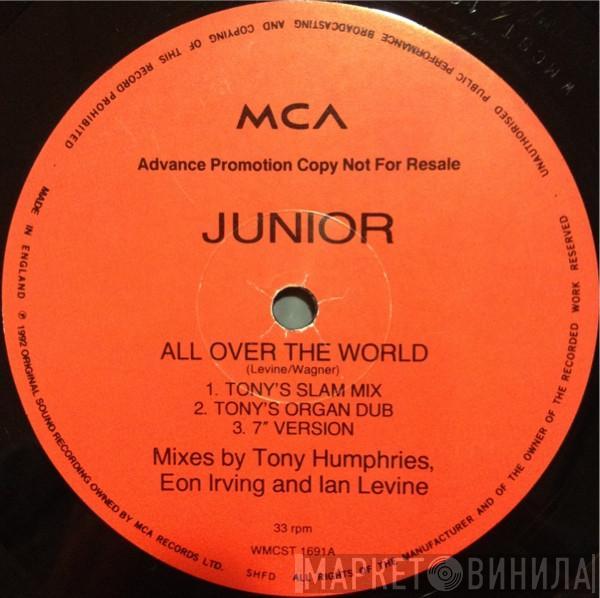 MCA
Advance Promotion Copy Not For Resale
JUNIOR
ALL OVER THE WORLD
(Levine/Wagner)
1. TONY'S SLAM MIX
2. TONY'S ORGAN DUB
3. 7" VERSION
Mixes by Tony Humphries,
Eon Irving and Ian Levine
33 rpm
WMCST 1691A
MADE IN ENGLAND ℗ 1992 ORIGINAL SOUND RECORDING OWNED BY MCA RECORDS LTD. SHFD ALL RIGHTS OF THE MANUFACTURER AND OF THE OWNER OF THE RECORDED WORK RESERVED
UNAUTHORISED PUBLIC PERFORMANCE BROADCASTING AND COPYING OF THIS RECORD PROHIBITED
WMCST
МАРКЕТ ВИНИЛА